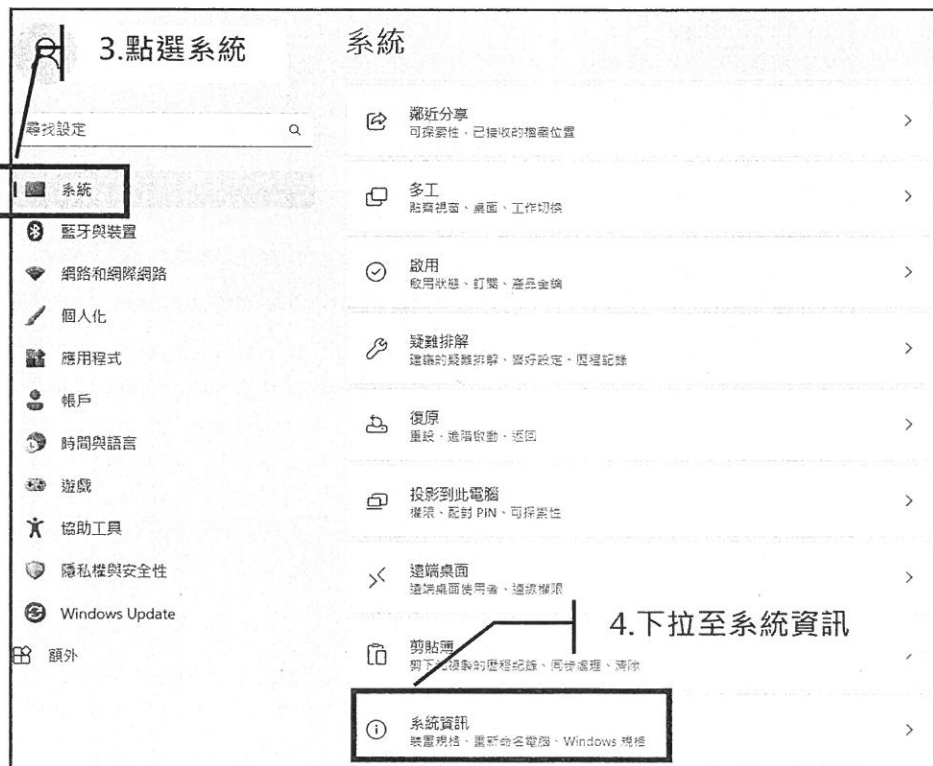 3.點選系統
尋找設定
系統
藍牙與裝置
網路和網際網路
個人化
應用程式
帳戶
時間與語言
遊戲
協助工具
隱私權與安全性
Windows Update
額外
系統
鄰近分享
可探索性、已接收的檔案位置
多工
貼齊視窗、桌面、工作切換
啟用
啟用狀態、訂閱、產品金鑰
疑難排解
建議的疑難排解、喜好設定、歷程記錄
復原
重設、進階啟動、返回
投影到此電腦
權限、配對 PIN、可探索性
遠端桌面
遠端桌面使用者、連線權限
4.下拉至系統資訊
剪貼簿
剪下和複製的歷程記錄、同步處理、清除
系統資訊
裝置規格、重新命名電腦、Windows 規格